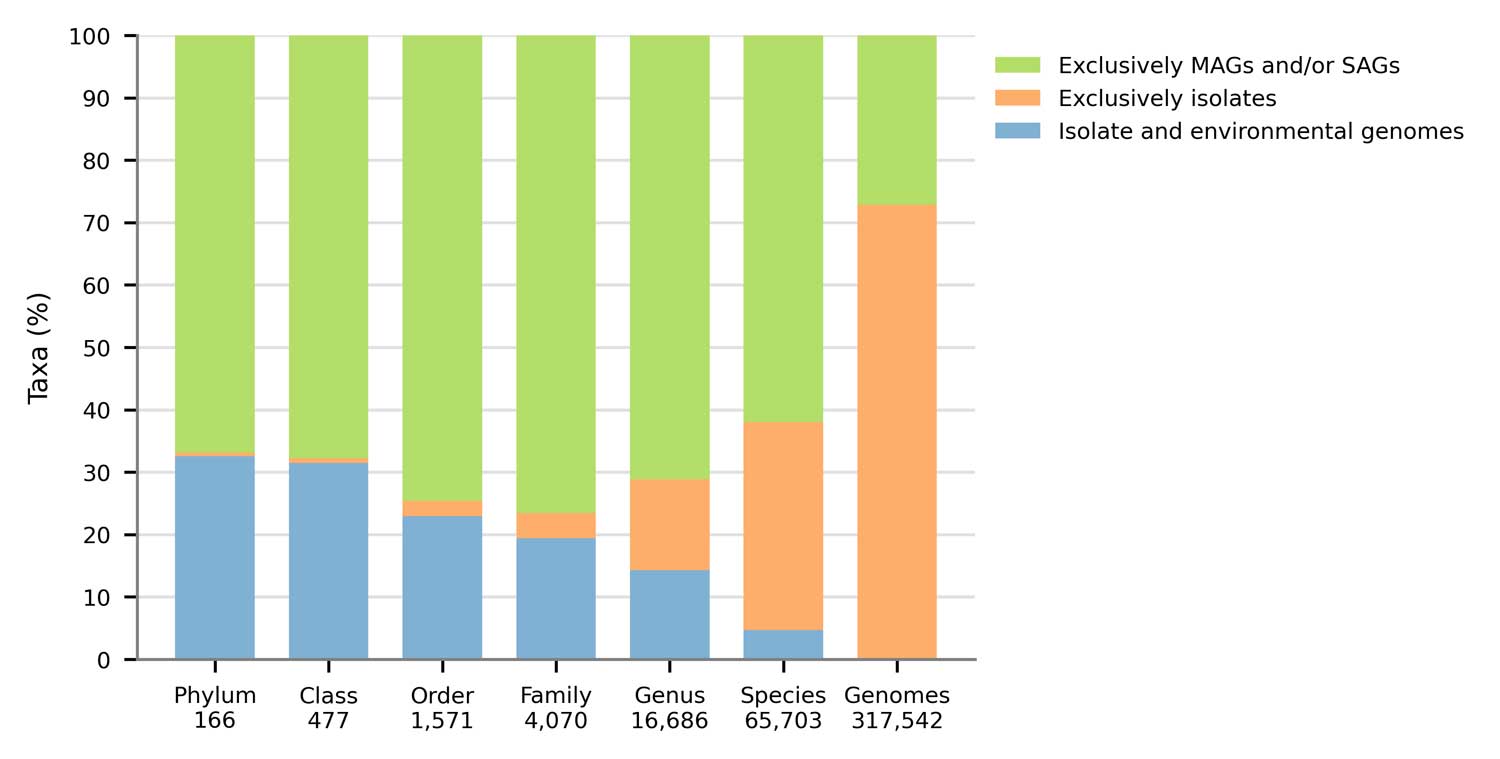 100
90
80
70
60
50
40
30
20
10
0
Taxa (%)
Phylum Class Order Family Genus Species Genomes
166 477 1,571 4,070 16,686 65,703 317,542
Exclusively MAGs and/or SAGs
Exclusively isolates
Isolate and environmental genomes